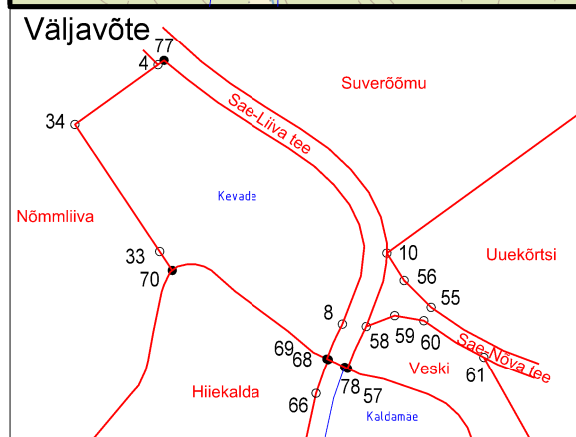 Väljavõte
77
4
Suverõõmu
Sae-Liiva tee
34
Kevade
Nõmmliiva
10
33
Uuekõrtsi
70
56
55
8
59
58
60
Sae-Nõva tee
69
68
Veski
61
78
57
Hiiekalda
66
Kaldamäe